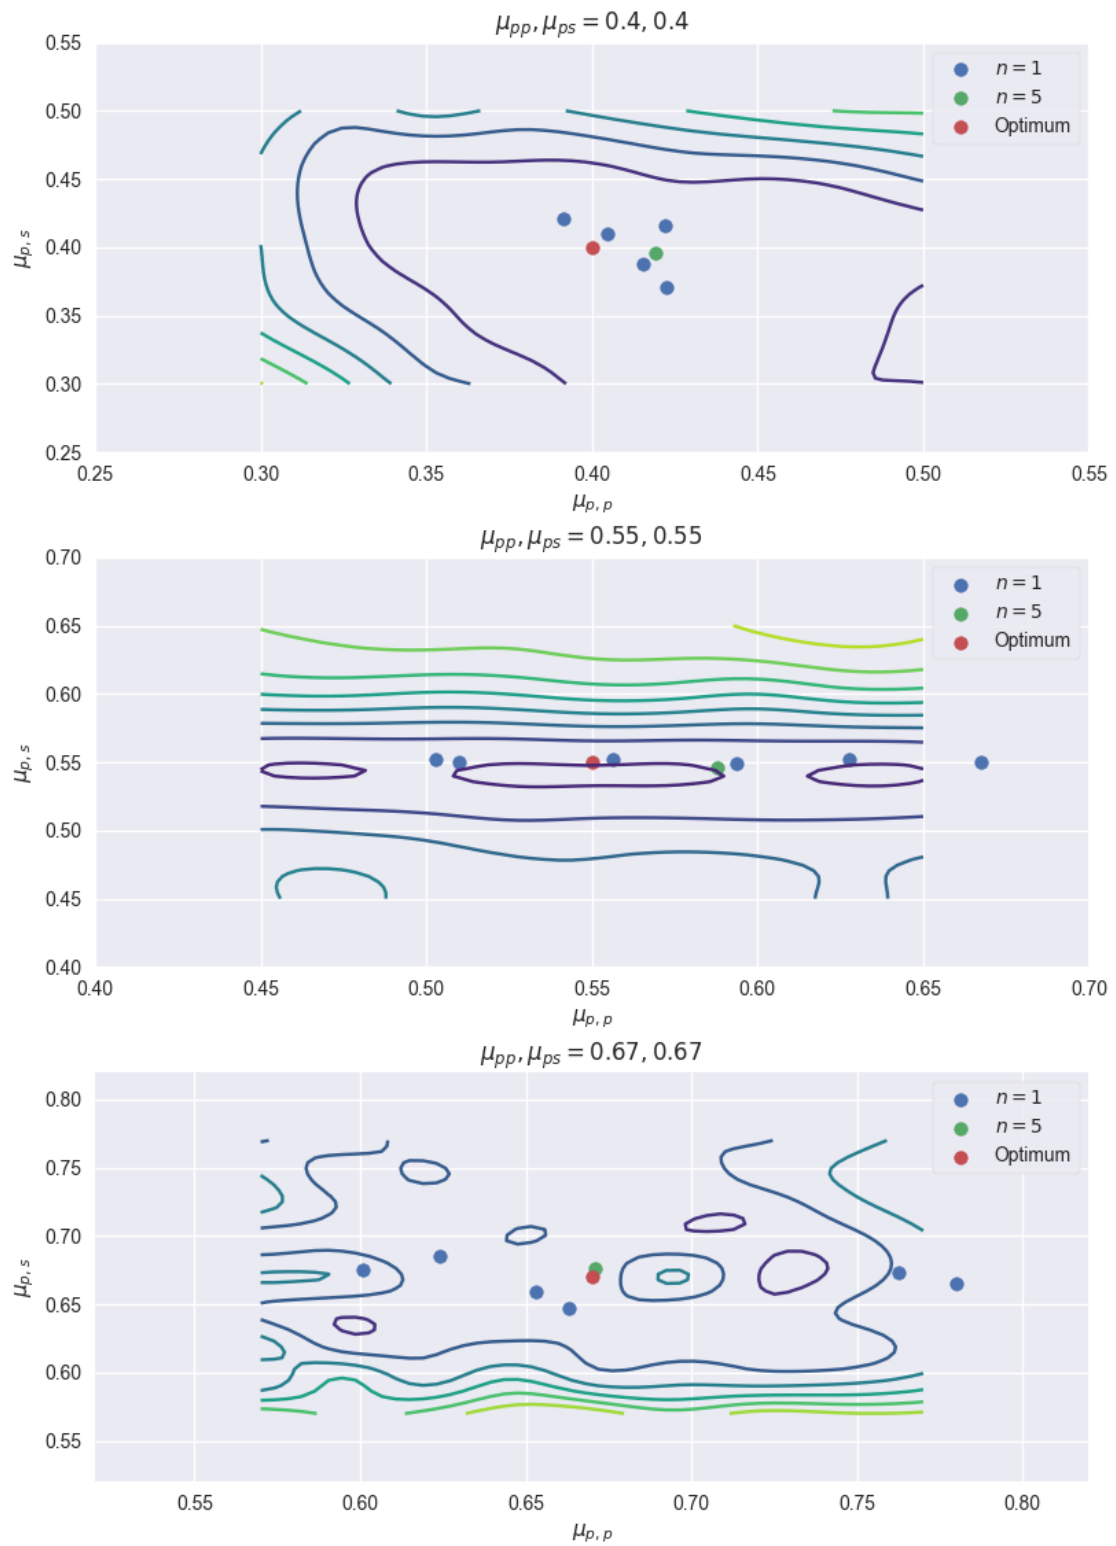 μpp, μps = 0.4, 0.4
0.55
0.50
0.45
0.40
0.35
0.30
0.25
μp, s
n = 1
n = 5
Optimum
0.25 0.30 0.35 0.40 0.45 0.50 0.55
μp, p
μpp, μps = 0.55, 0.55
0.70
0.65
0.60
0.55
0.50
0.45
0.40
μp, s
n = 1
n = 5
Optimum
0.40 0.45 0.50 0.55 0.60 0.65 0.70
μp, p
μpp, μps = 0.67, 0.67
0.80
0.75
0.70
0.65
0.60
0.55
μp, s
n = 1
n = 5
Optimum
0.55 0.60 0.65 0.70 0.75 0.80
μp, p